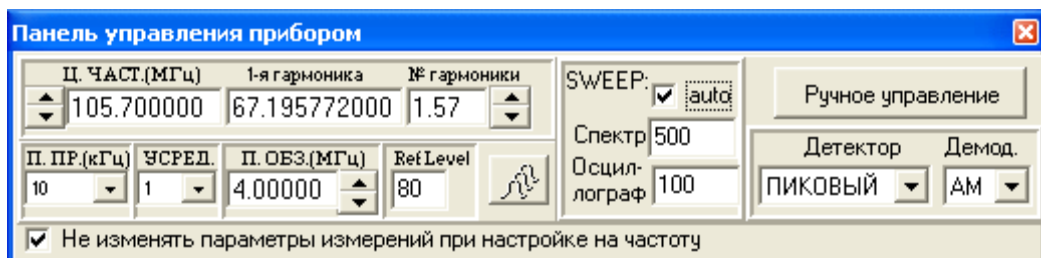 Панель управления прибором
Ц. ЧАСТ.(МГц) 1-я гармоника № гармоники
105.700000 67.195772000 1.57
SWEEP: auto
Ручное управление
Спектр 500
Осцил-
лограф 100
П. ПР.(кГц) УСРЕД. П. ОБЗ.(МГц) Ref Level
10 1 4.00000 80
Детектор Демод.
ПИКОВЫЙ АМ
Не изменять параметры измерений при настройке на частоту